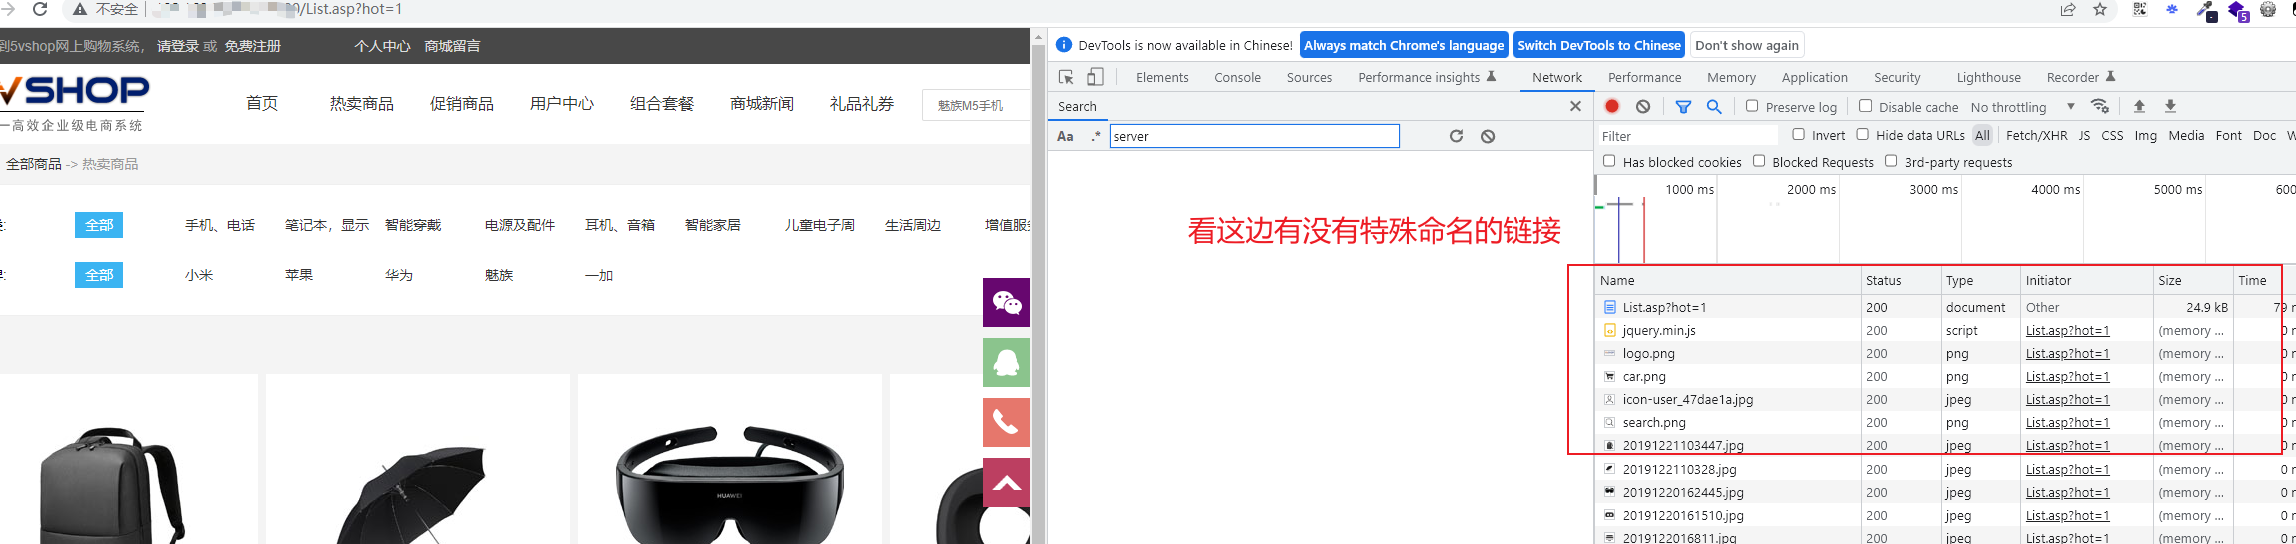 不安全
/List.asp?hot=1
5
到5vshop网上购物系统， 请登录 或 免费注册 个人中心 商城留言
VSHOP
一高效企业级电商系统
首页 热卖商品 促销商品 用户中心 组合套餐 商城新闻 礼品礼券 魅族M5手机
全部商品 -> 热卖商品
全部 手机、电话 笔记本，显示 智能穿戴 电源及配件 耳机、音箱 智能家居 儿童电子周 生活周边 增值服务
全部 小米 苹果 华为 魅族 一加
HUAWEI
DevTools is now available in Chinese! Always match Chrome's language Switch DevTools to Chinese Don't show again
Elements Console Sources Performance insights Network Performance Memory Application Security Lighthouse Recorder
Search
Aa .* server
看这边有没有特殊命名的链接
Preserve log Disable cache No throttling
Filter Invert Hide data URLs All Fetch/XHR JS CSS Img Media Font Doc W
Has blocked cookies Blocked Requests 3rd-party requests
1000 ms 2000 ms 3000 ms 4000 ms 5000 ms 600
Name Status Type Initiator Size Time
List.asp?hot=1 200 document Other 24.9 kB 79 m
jquery.min.js 200 script List.asp?hot=1 (memory ... 0 m
logo.png 200 png List.asp?hot=1 (memory ... 0 m
car.png 200 png List.asp?hot=1 (memory ... 0 m
icon-user_47dae1a.jpg 200 jpeg List.asp?hot=1 (memory ... 0 m
search.png 200 png List.asp?hot=1 (memory ... 0 m
20191221103447.jpg 200 jpeg List.asp?hot=1 (memory ... 0 m
2019122110328.jpg 200 jpeg List.asp?hot=1 (memory ... 0 m
20191220162445.jpg 200 jpeg List.asp?hot=1 (memory ... 0 m
20191220161510.jpg 200 jpeg List.asp?hot=1 (memory ... 0 m
2019122016811.jpg 200 jpeg List.asp?hot=1 (memory ... 0 m